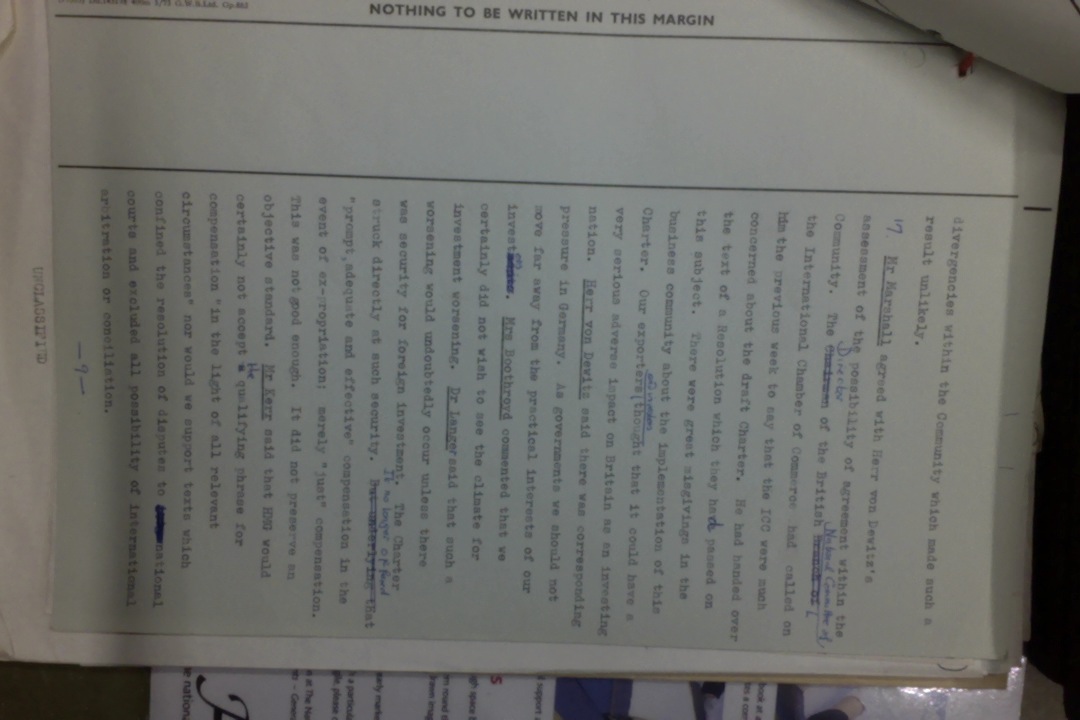 NOTHING TO BE WRITTEN IN THIS MARGIN
divergencies within the Community which made such a
result unlikely.
17. Mr Marshall agreed with Herr von Dewitz's
assessment of the possibility of agreement within the
Community. The Chairman Director of the British Branch of National Committee of
the International Chamber of Commerce had called on
him the previous week to say that the ICC were much
concerned about the draft Charter. He had handed over
the text of a Resolution which they had passed on
this subject. There were great misgivings in the
business community about the implementation of this
Charter. Our exporters and investors thought that it could have a
very serious adverse impact on Britain as an investing
nation. Herr von Dewitz said there was corresponding
pressure in Germany. As governments we should not
move far away from the practical interests of our
investors. Mrs Boothroyd commented that we
certainly did not wish to see the climate for
investment worsening. Dr Langer said that such a
worsening would undoubtedly occur unless there
was security for foreign investment. The Charter
struck directly at such security. But underlying that It no longer offered
"prompt, adequate and effective" compensation in the
event of expropriation: merely "just" compensation.
This was not good enough. It did not preserve an
objective standard. Mr Kerr said that HMG would
certainly not accept the qualifying phrase for
compensation "in the light of all relevant
circumstances" nor would we support texts which
confined the resolution of disputes to national
courts and excluded all possibility of international
arbitration or conciliation.
- 9 -
UNCLASSIFIED